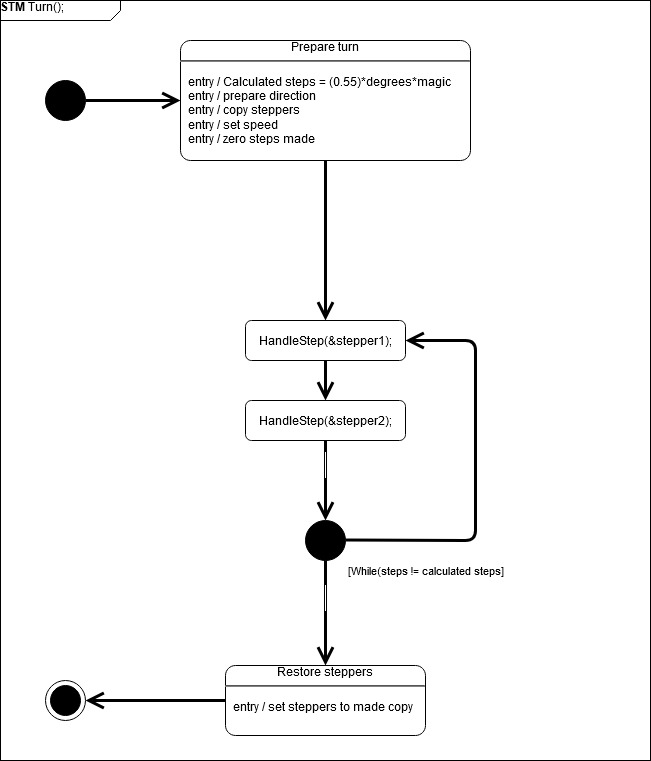 STM Turn();
Prepare turn
entry / Calculated steps = (0.55)*degrees*magic
entry / prepare direction
entry / copy steppers
entry / set speed
entry / zero steps made
HandleStep(&stepper1);
HandleStep(&stepper2);
[While(steps != calculated steps]
Restore steppers
entry / set steppers to made copy